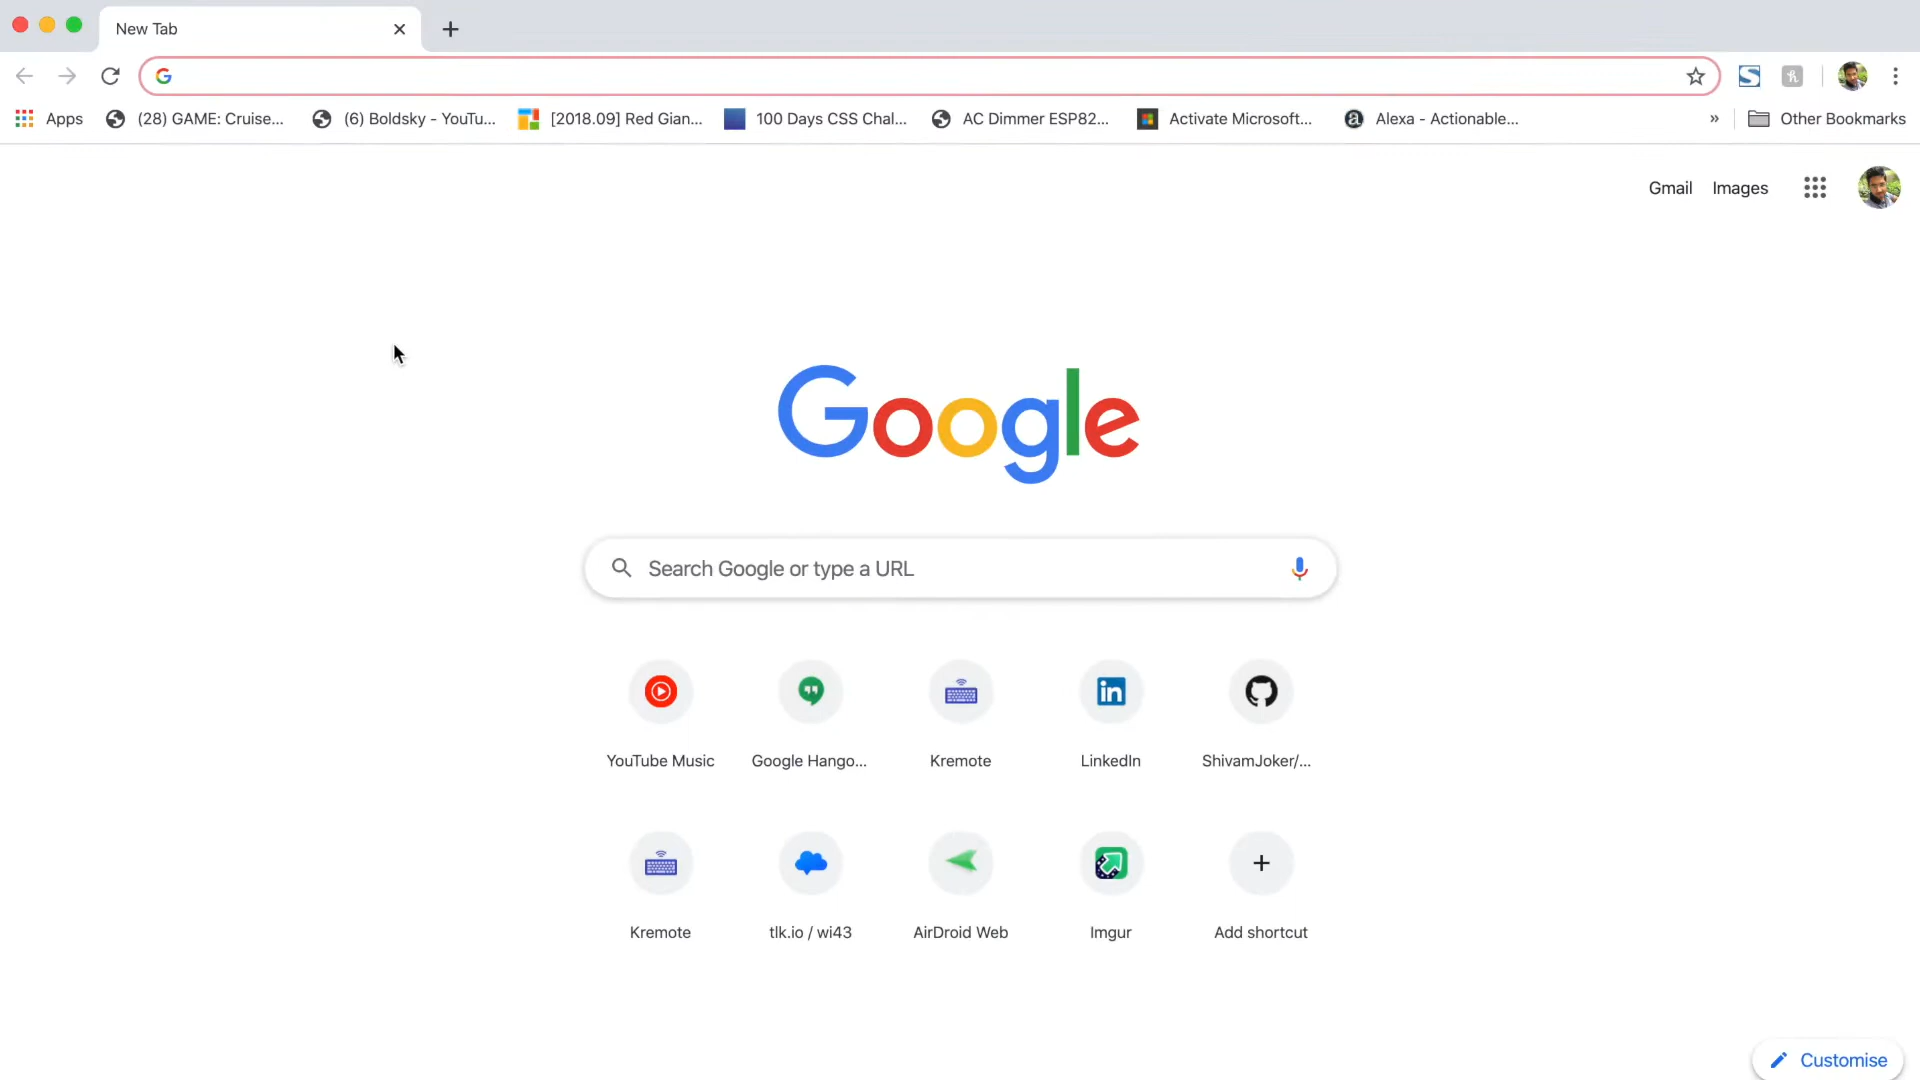 New Tab
Apps (28) GAME: Cruise... (6) Boldsky - YouTu... [2018.09] Red Gian... 100 Days CSS Chal... AC Dimmer ESP82... Activate Microsoft... Alexa - Actionable... » Other Bookmarks
Gmail Images
Google
Search Google or type a URL
YouTube Music Google Hango... Kremote LinkedIn ShivamJoker/...
Kremote tlk.io / wi43 AirDroid Web Imgur Add shortcut
Customise